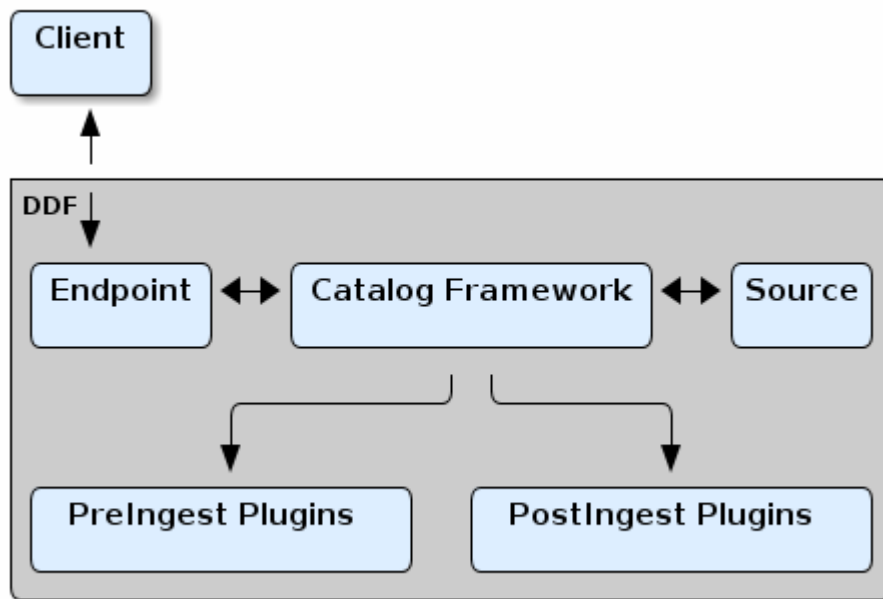 Client
DDF
Endpoint
Catalog Framework
Source
PreIngest Plugins
PostIngest Plugins